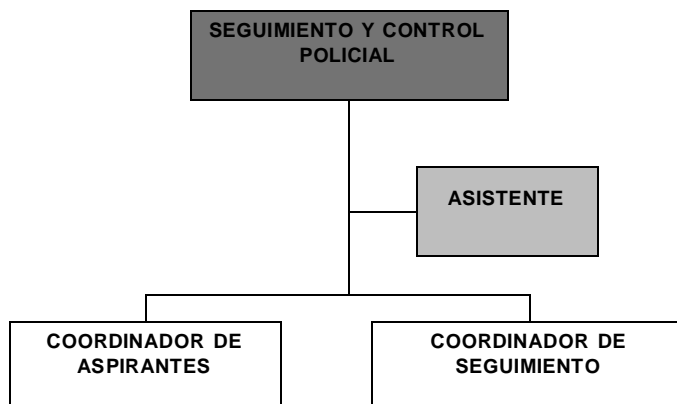 SEGUIMIENTO Y CONTROL
POLICIAL
ASISTENTE
COORDINADOR DE
ASPIRANTES
COORDINADOR DE
SEGUIMIENTO